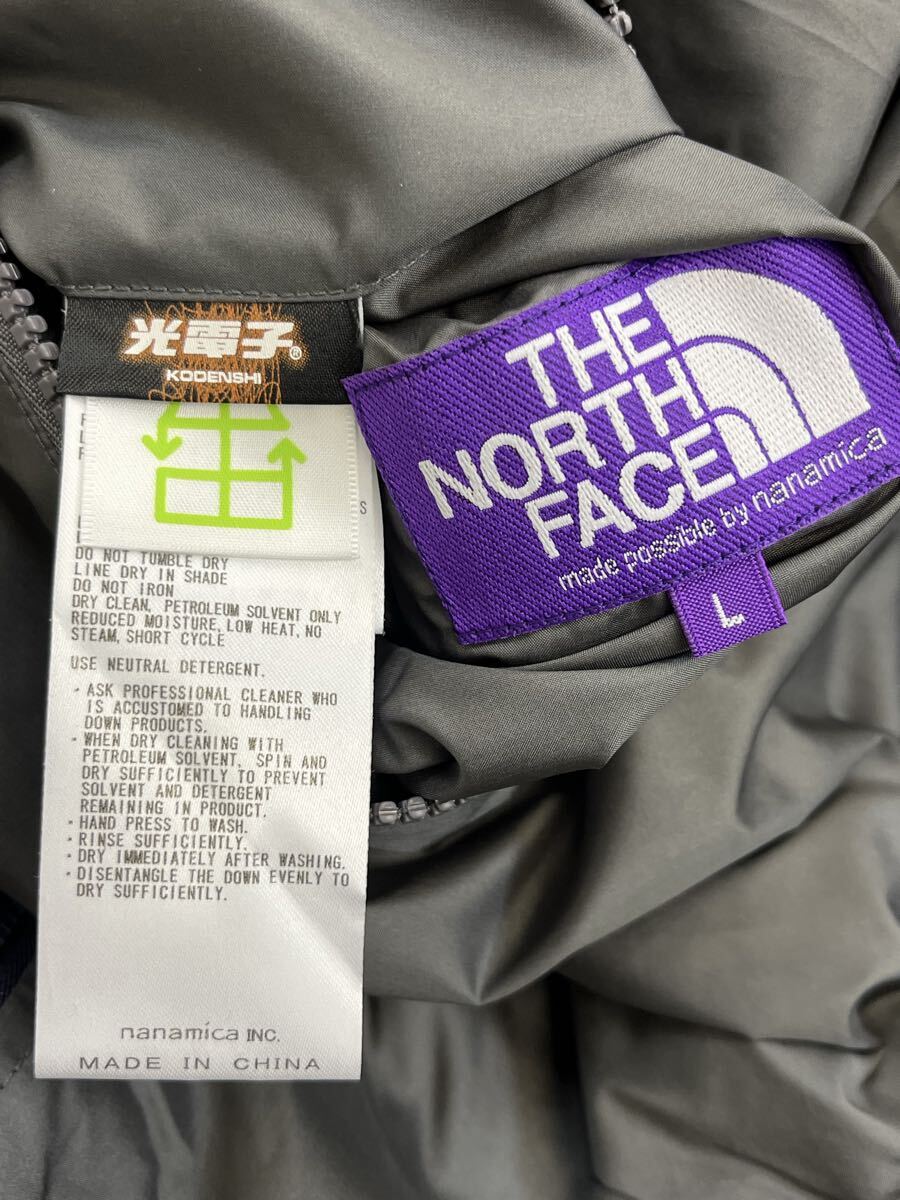 光電子®
KODENSHI
THE
NORTH
FACE
made possible by nanamica
L
S
DO NOT TUMBLE DRY
LINE DRY IN SHADE
DO NOT IRON
DRY CLEAN, PETROLEUM SOLVENT ONLY
REDUCED MOISTURE, LOW HEAT, NO
STEAM, SHORT CYCLE
USE NEUTRAL DETERGENT.
・ASK PROFESSIONAL CLEANER WHO
IS ACCUSTOMED TO HANDLING
DOWN PRODUCTS.
・WHEN DRY CLEANING WITH
PETROLEUM SOLVENT, SPIN AND
DRY SUFFICIENTLY TO PREVENT
SOLVENT AND DETERGENT
REMAINING IN PRODUCT.
・HAND PRESS TO WASH.
・RINSE SUFFICIENTLY.
・DRY IMMEDIATELY AFTER WASHING.
・DISENTANGLE THE DOWN EVENLY TO
DRY SUFFICIENTLY.
nanamica INC.
MADE IN CHINA